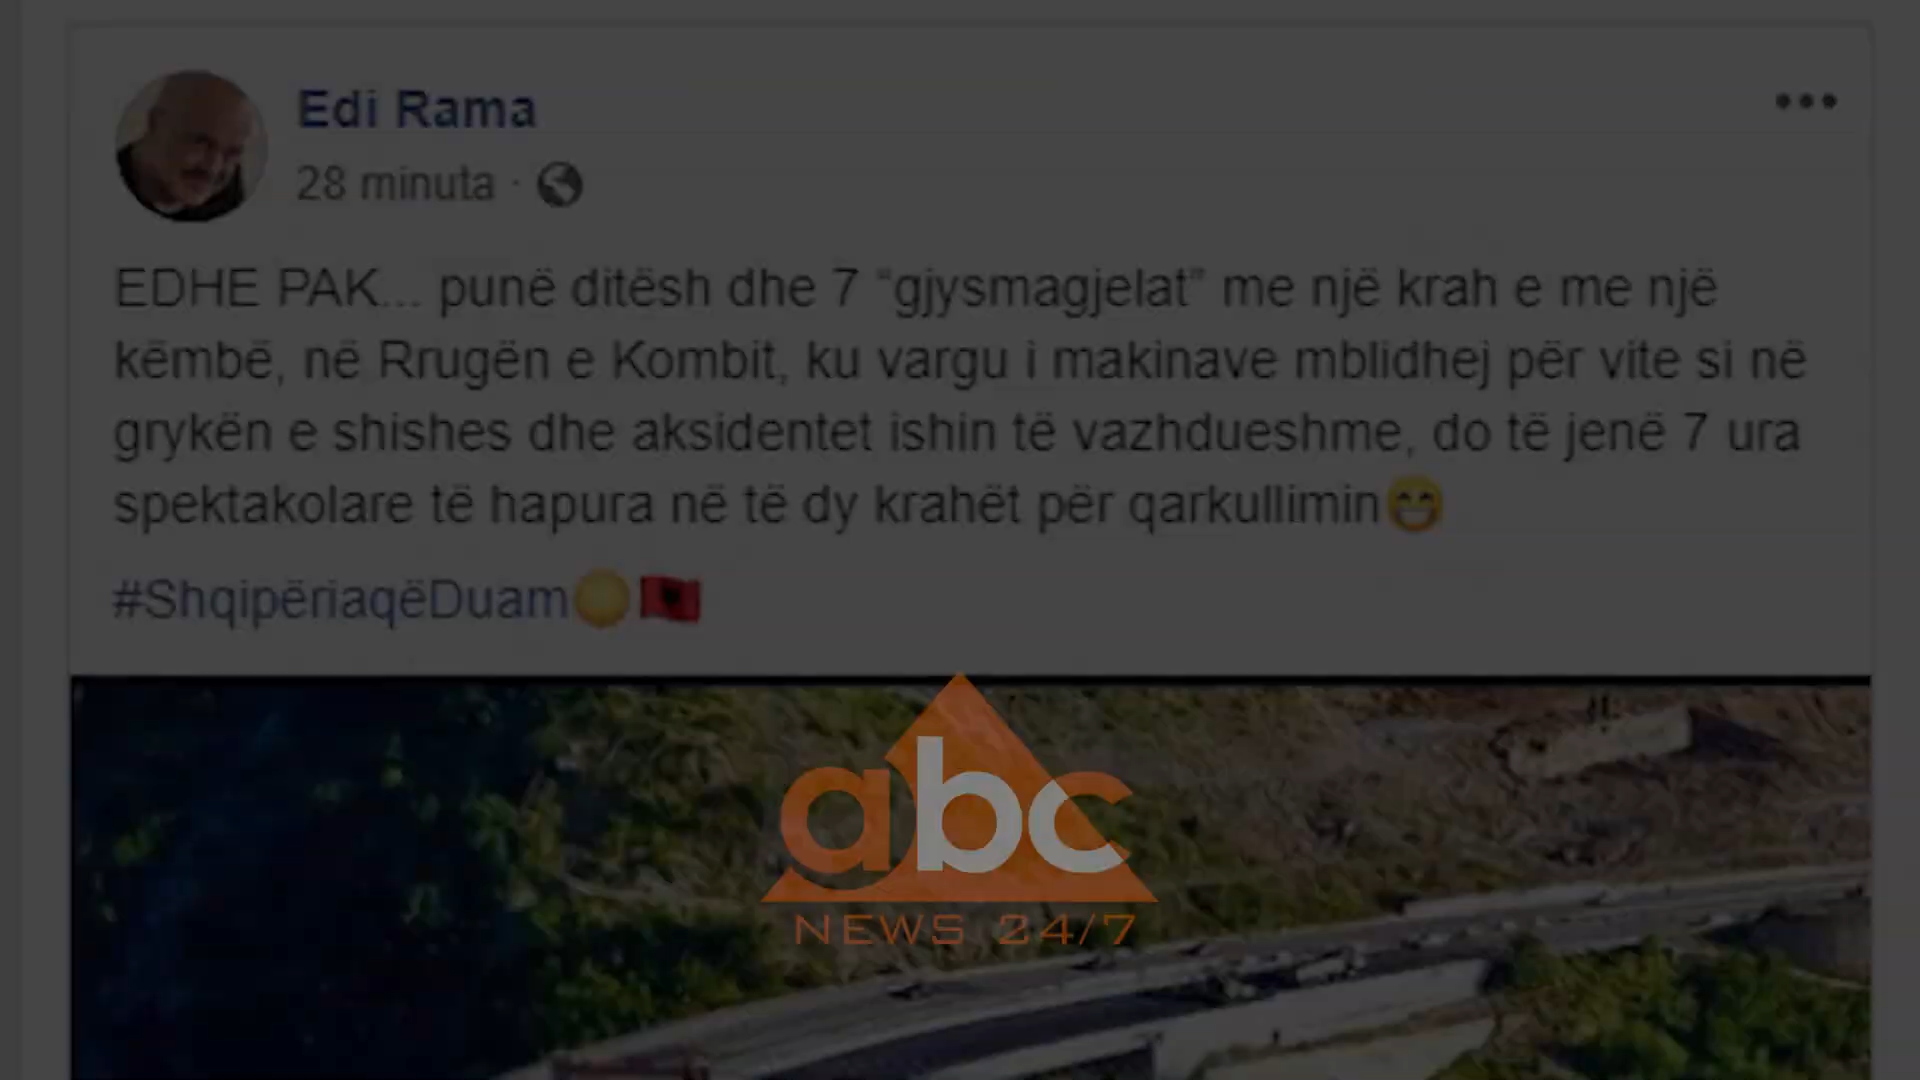 Edi Rama
28 minuta ·
EDHE PAK... punë ditësh dhe 7 “gjysmagjelat” me një krah e me një
këmbë, në Rrugën e Kombit, ku vargu i makinave mblidhej për vite si në
grykën e shishes dhe aksidentet ishin të vazhdueshme, do të jenë 7 ura
spektakolare të hapura në të dy krahët për qarkullimin😁
#ShqipëriaqëDuam🌕🇦🇱
abc
NEWS 24/7